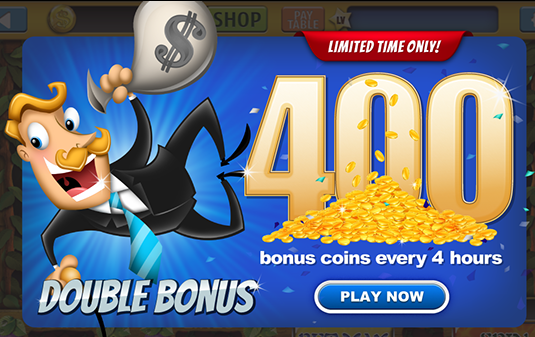 $
SHOP
PAY
TABLE
LV
$
LIMITED TIME ONLY!
400
bonus coins every 4 hours
DOUBLE BONUS
PLAY NOW